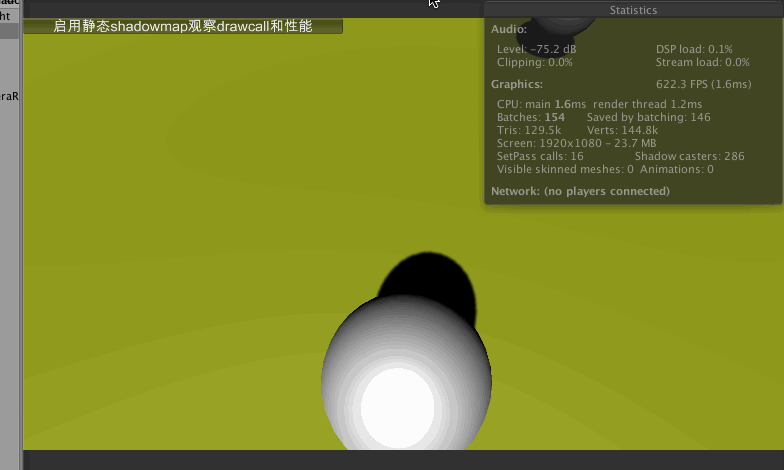 ht
启用静态shadowmap观察drawcall和性能
eraR
Statistics
Audio:
Level: -75.2 dB DSP load: 0.1%
Clipping: 0.0% Stream load: 0.0%
Graphics: 622.3 FPS (1.6ms)
CPU: main 1.6ms render thread 1.2ms
Batches: 154 Saved by batching: 146
Tris: 129.5k Verts: 144.8k
Screen: 1920x1080 - 23.7 MB
SetPass calls: 16 Shadow casters: 286
Visible skinned meshes: 0 Animations: 0
Network: (no players connected)